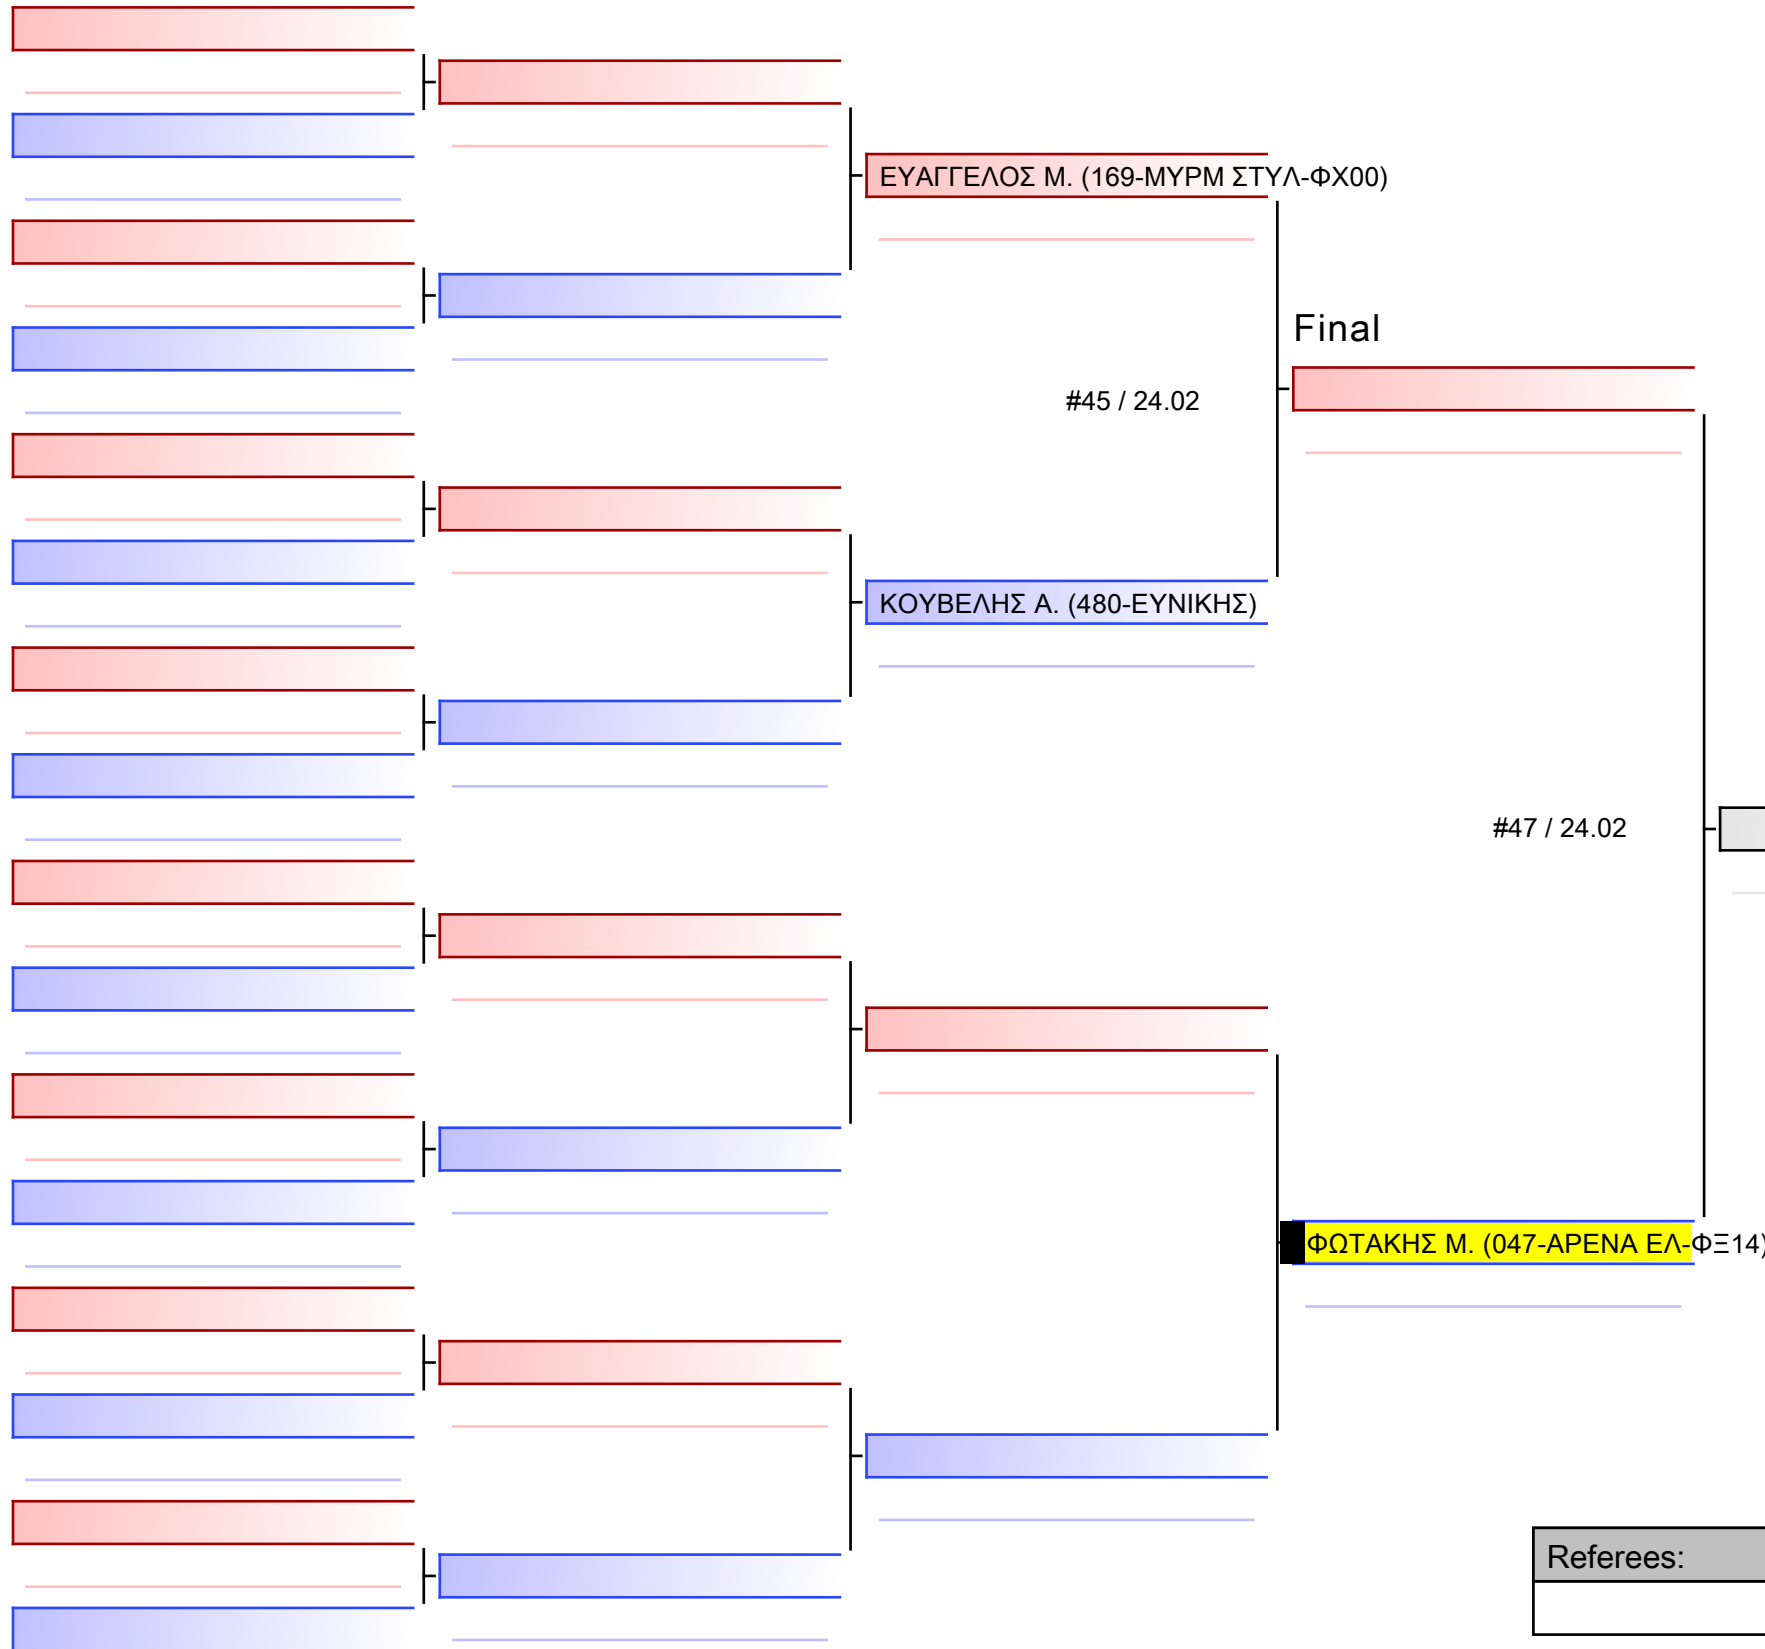 ΕΥΑΓΓΕΛΟΣ Μ. (169-ΜΥΡΜ ΣΤΥΛ-ΦΧ00)
Final
#45 / 24.02
ΚΟΥΒΕΛΗΣ Α. (480-ΕΥΝΙΚΗΣ)
#47 / 24.02
ΦΩΤΑΚΗΣ Μ. (047-ΑΡΕΝΑ ΕΛ-ΦΞ14)
Referees: